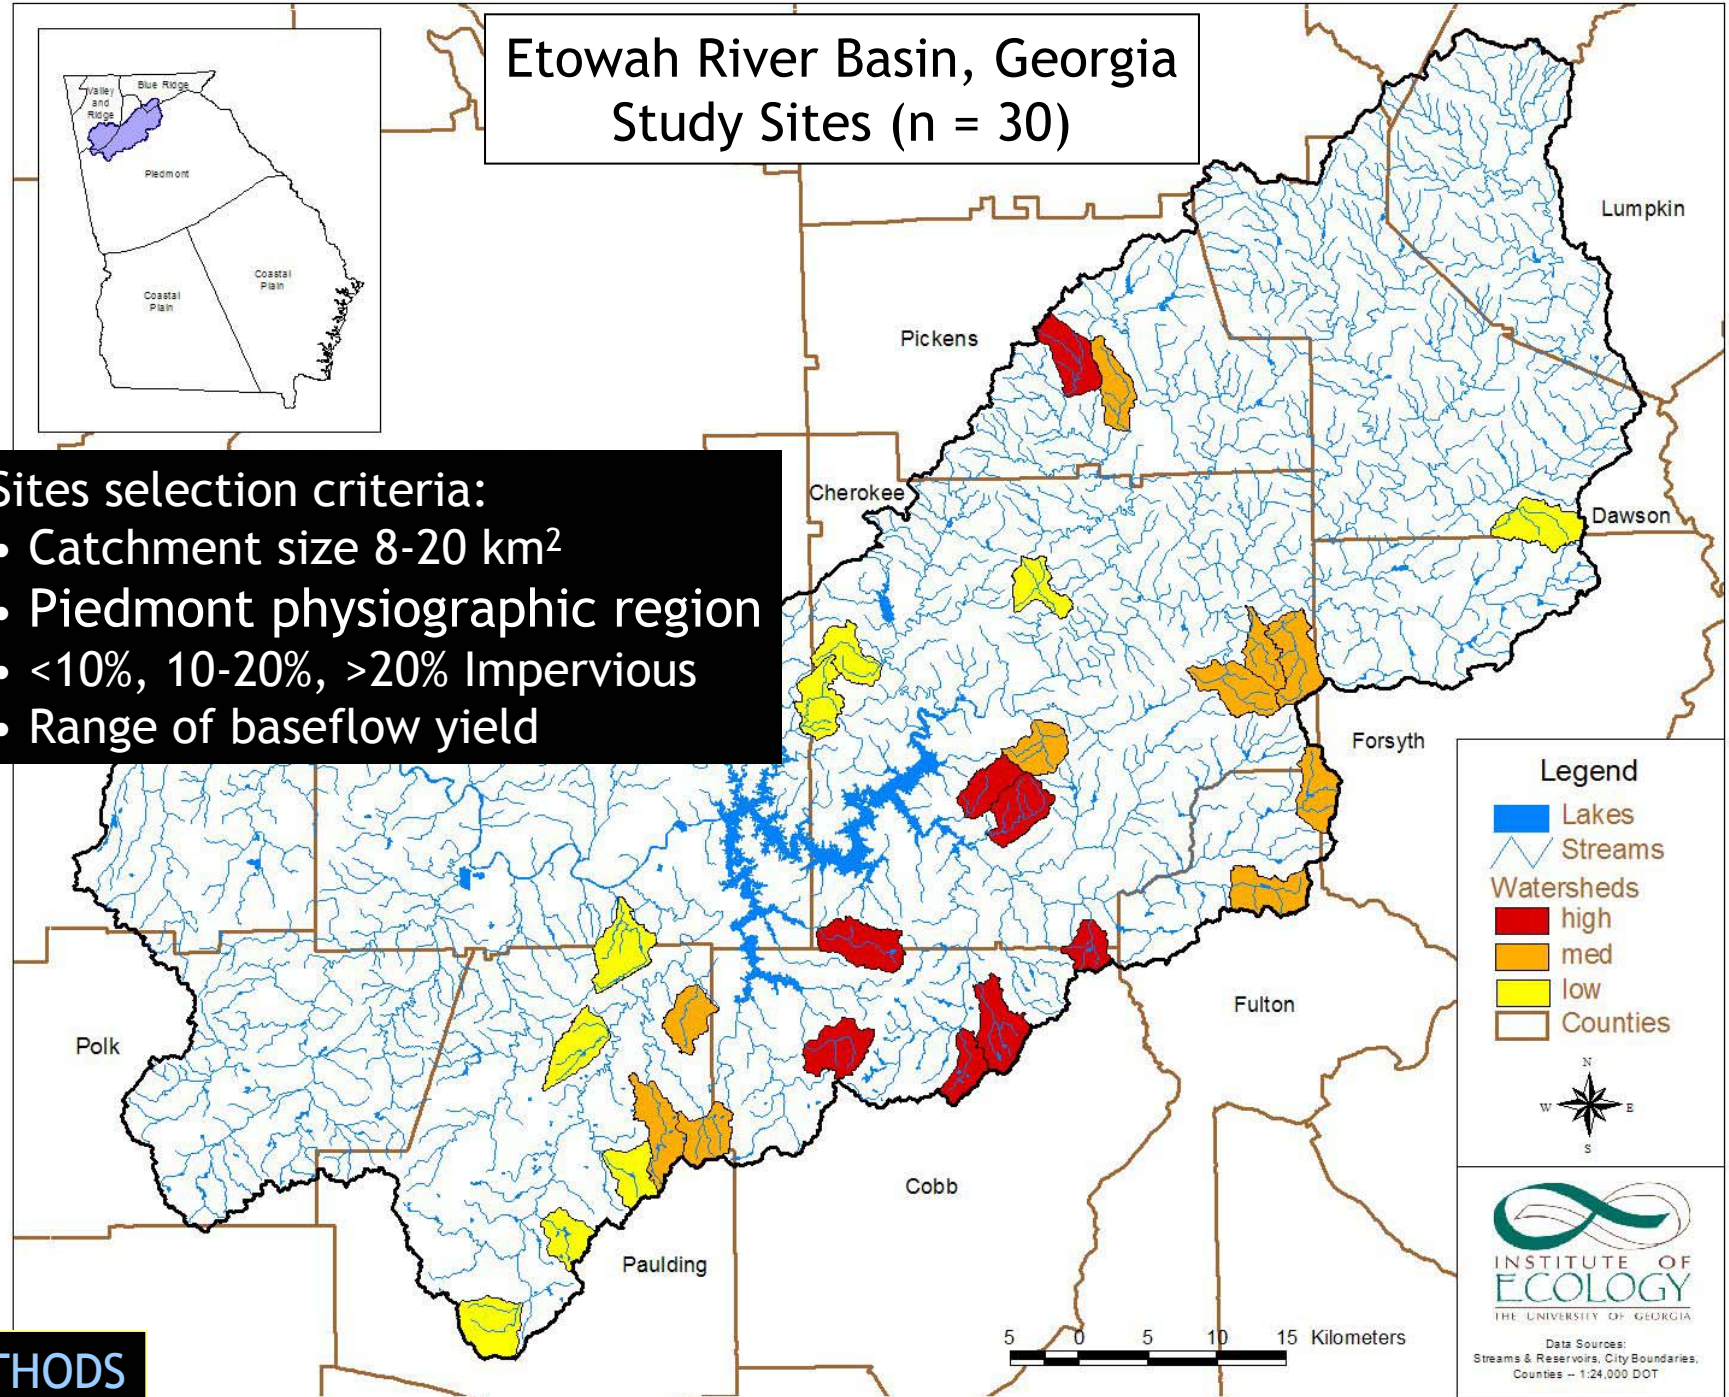 Etowah River Basin, Georgia
Study Sites (n = 30)
Valley
and
Ridge
Blue Ridge
Piedmont
Coastal
Plain
Coastal
Plain
Lumpkin
Pickens
Cherokee
Dawson
Sites selection criteria:
• Catchment size 8-20 km²
• Piedmont physiographic region
• <10%, 10-20%, >20% Impervious
• Range of baseflow yield
Forsyth
Legend
Lakes
Streams
Watersheds
high
med
low
Counties
N
W E
S
Polk
Fulton
Cobb
Paulding
5 0 5 10 15 Kilometers
INSTITUTE OF
ECOLOGY
THE UNIVERSITY OF GEORGIA
Data Sources:
Streams & Reservoirs, City Boundaries,
Counties -- 1:24,000 DOT
THODS